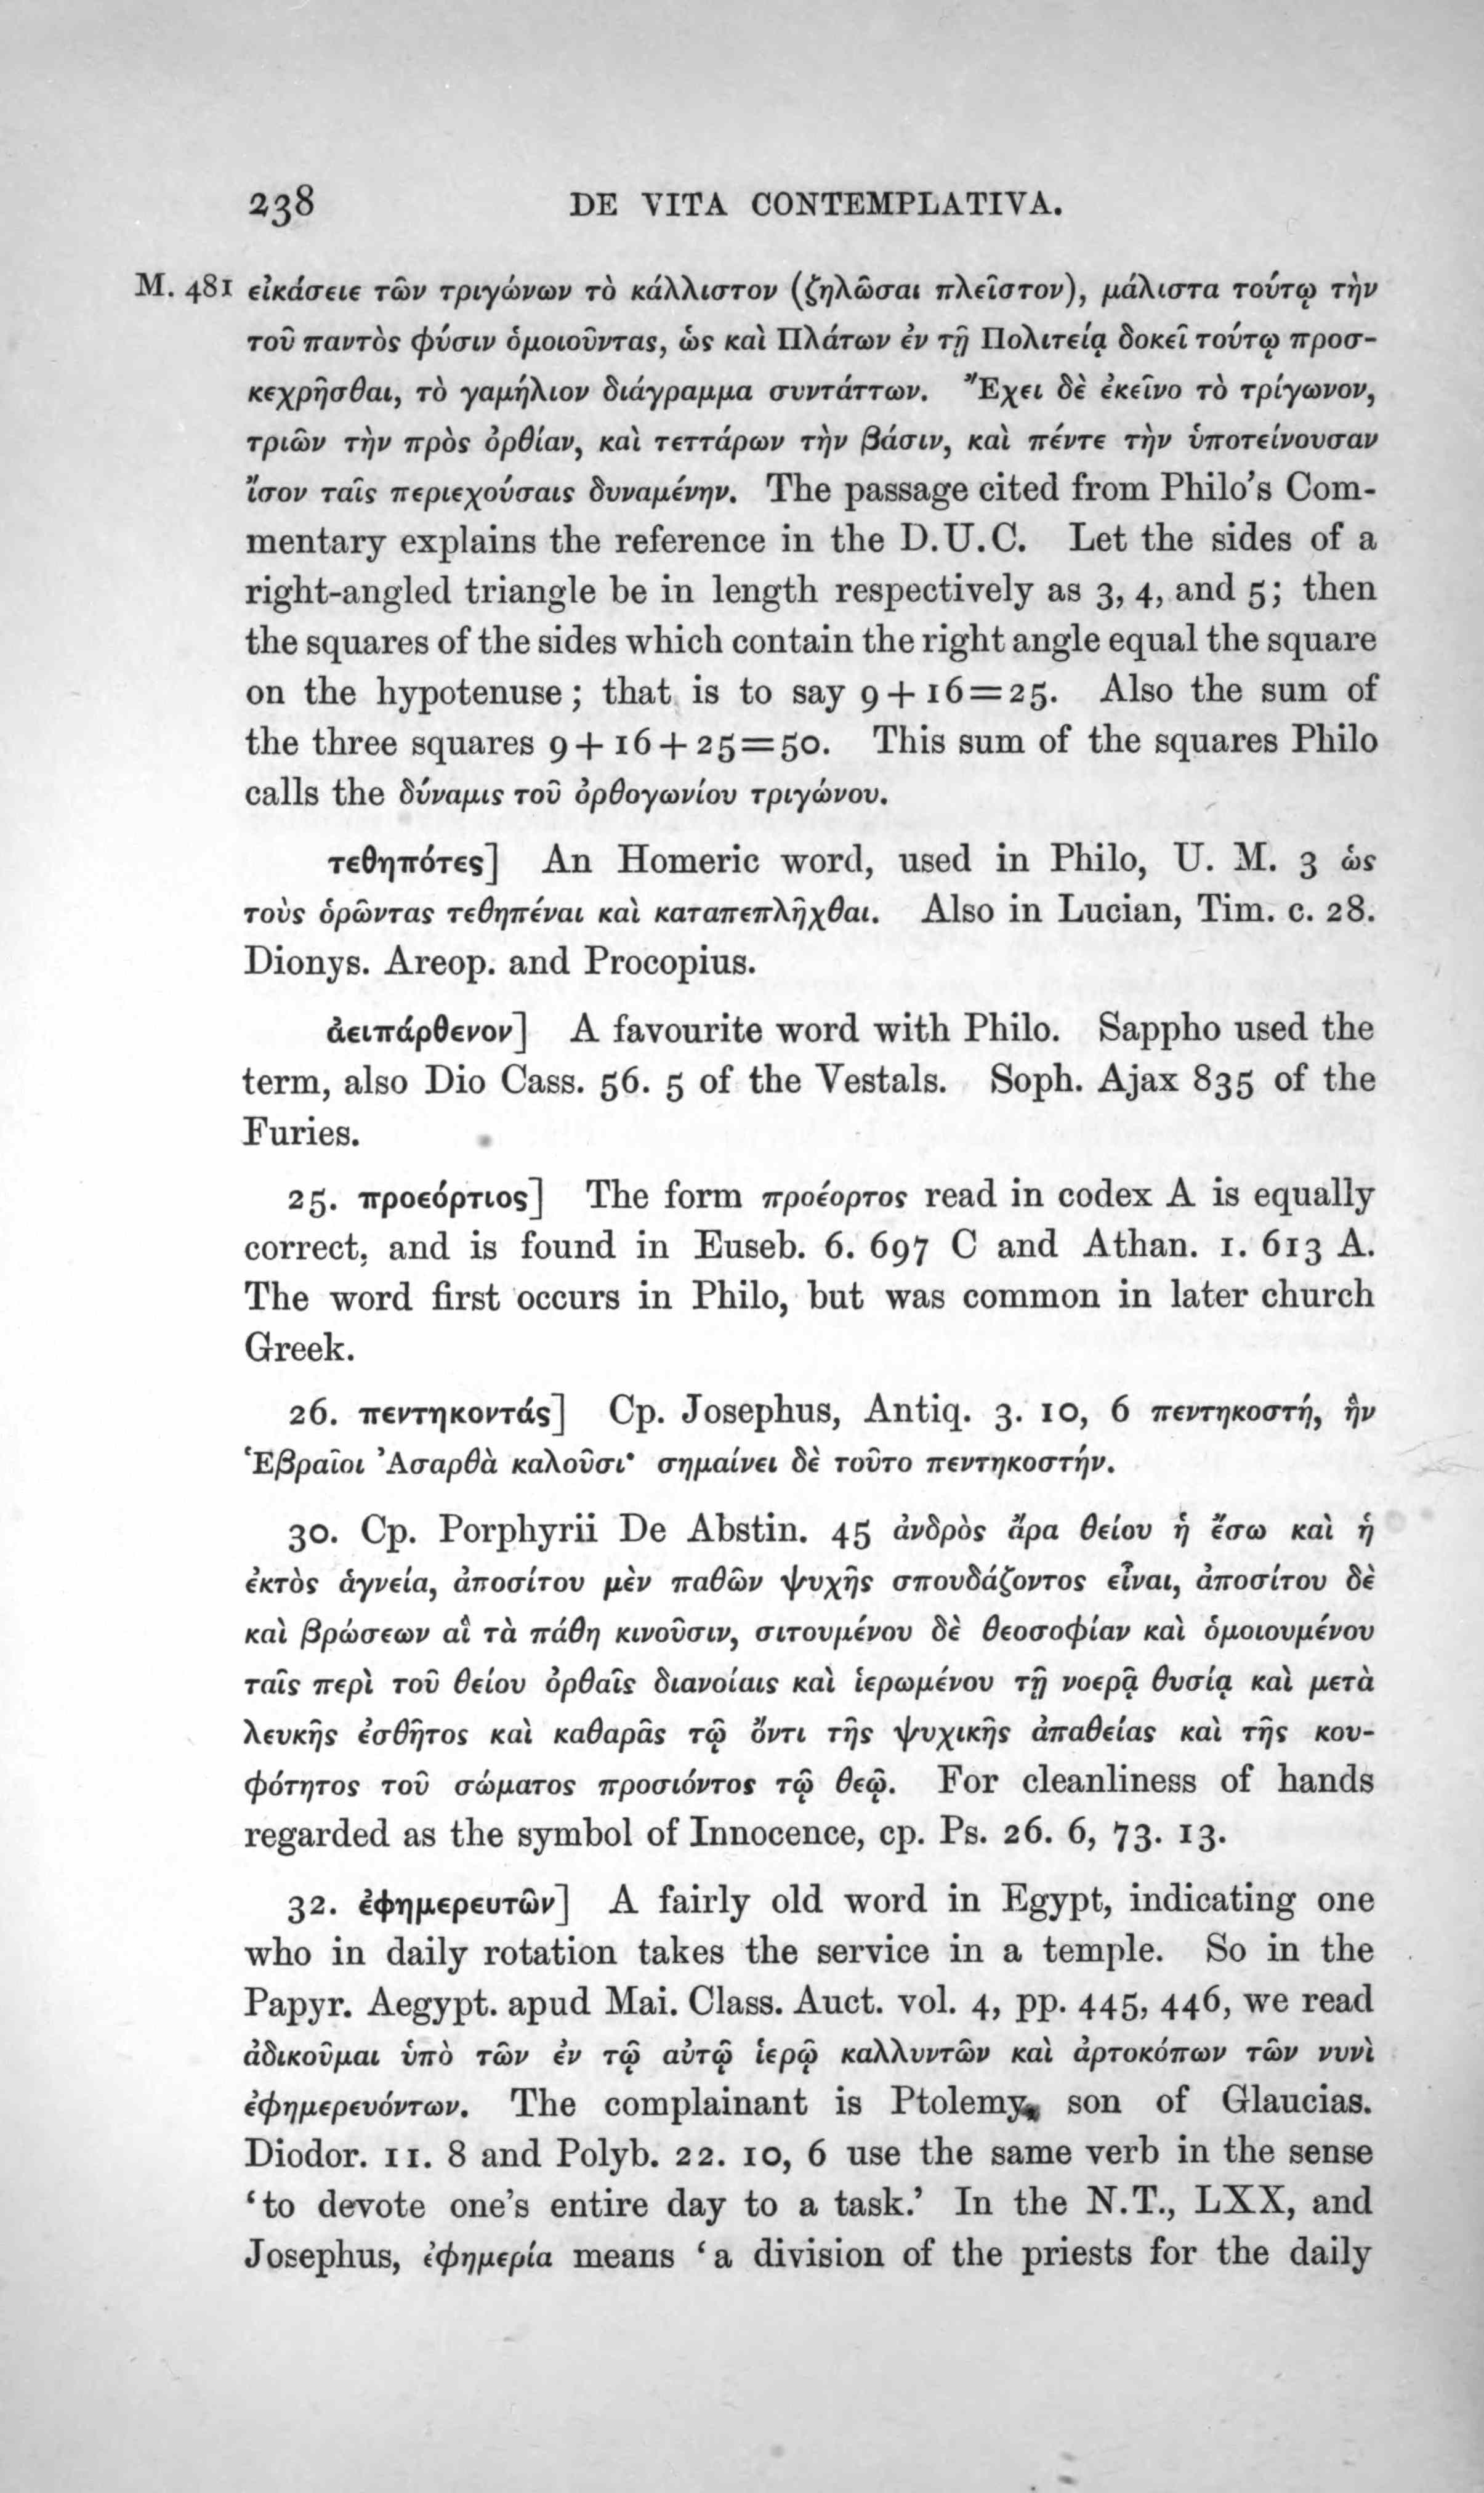 238 DE VITA CONTEMPLATIVA.
M. 481 εἰκάσειε τῶν τριγώνων τὸ κάλλιστον (ζηλῶσαι πλεῖστον), μάλιστα τούτῳ τὴν
τοῦ παντὸς φύσιν ὁμοιοῦντας, ὡς καὶ Πλάτων ἐν τῇ Πολιτείᾳ δοκεῖ τούτῳ προσ-
κεχρῆσθαι, τὸ γαμήλιον διάγραμμα συντάττων. Ἔχει δὲ ἐκεῖνο τὸ τρίγωνον,
τριῶν τὴν πρὸς ὀρθίαν, καὶ τεττάρων τὴν βάσιν, καὶ πέντε τὴν ὑποτείνουσαν
ἴσον ταῖς περιεχούσαις δυναμένην. The passage cited from Philo's Com-
mentary explains the reference in the D.U.C. Let the sides of a
right-angled triangle be in length respectively as 3, 4, and 5; then
the squares of the sides which contain the right angle equal the square
on the hypotenuse; that is to say 9+16=25. Also the sum of
the three squares 9+16+25=50. This sum of the squares Philo
calls the δύναμις τοῦ ὀρθογωνίου τριγώνου.
τεθηπότες] An Homeric word, used in Philo, U. M. 3 ὡς
τοὺς ὁρῶντας τεθηπέναι καὶ καταπεπλῆχθαι. Also in Lucian, Tim. c. 28.
Dionys. Areop. and Procopius.
ἀειπάρθενον] A favourite word with Philo. Sappho used the
term, also Dio Cass. 56. 5 of the Vestals. Soph. Ajax 835 of the
Furies.
25. προεόρτιος] The form προέορτος read in codex A is equally
correct, and is found in Euseb. 6. 697 C and Athan. 1. 613 A.
The word first occurs in Philo, but was common in later church
Greek.
26. πεντηκοντάς] Cp. Josephus, Antiq. 3. 10, 6 πεντηκοστή, ἣν
Ἑβραῖοι Ἀσαρθὰ καλοῦσι· σημαίνει δὲ τοῦτο πεντηκοστήν.
30. Cp. Porphyrii De Abstin. 45 ἀνδρὸς ἄρα θείου ἡ ἔσω καὶ ἡ
ἐκτὸς ἁγνεία, ἀποσίτου μὲν παθῶν ψυχῆς σπουδάζοντος εἶναι, ἀποσίτου δὲ
καὶ βρώσεων αἳ τὰ πάθη κινοῦσιν, σιτουμένου δὲ θεοσοφίαν καὶ ὁμοιουμένου
ταῖς περὶ τοῦ θείου ὀρθαῖς διανοίαις καὶ ἱερωμένου τῇ νοερᾷ θυσίᾳ καὶ μετὰ
λευκῆς ἐσθῆτος καὶ καθαρᾶς τῷ ὄντι τῆς ψυχικῆς ἀπαθείας καὶ τῆς κου-
φότητος τοῦ σώματος προσιόντος τῷ θεῷ. For cleanliness of hands
regarded as the symbol of Innocence, cp. Ps. 26. 6, 73. 13.
32. ἐφημερευτῶν] A fairly old word in Egypt, indicating one
who in daily rotation takes the service in a temple. So in the
Papyr. Aegypt. apud Mai. Class. Auct. vol. 4, pp. 445, 446, we read
ἀδικοῦμαι ὑπὸ τῶν ἐν τῷ αὐτῷ ἱερῷ καλλυντῶν καὶ ἀρτοκόπων τῶν νυνὶ
ἐφημερευόντων. The complainant is Ptolemy, son of Glaucias.
Diodor. 11. 8 and Polyb. 22. 10, 6 use the same verb in the sense
‘to devote one's entire day to a task.’ In the N.T., LXX, and
Josephus, ἐφημερία means ‘a division of the priests for the daily